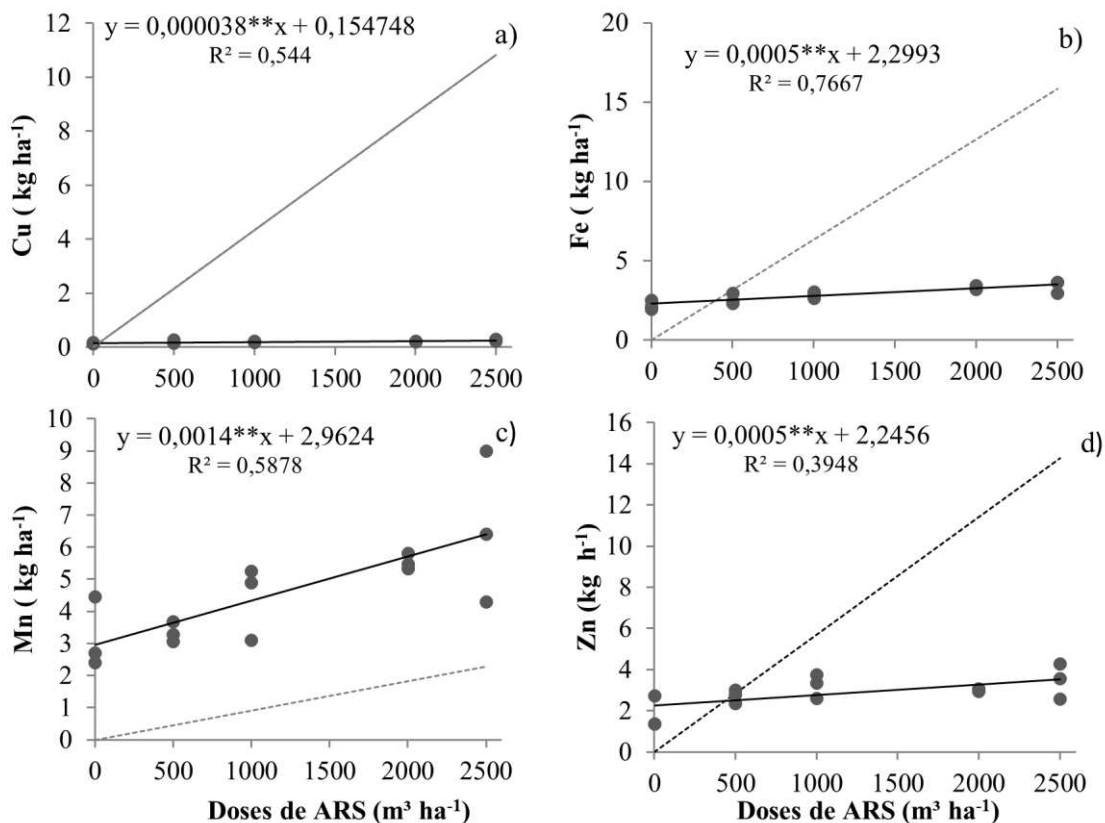 y = 0,000038**x + 0,154748
R² = 0,544
a)
Cu ( kg ha⁻¹)
12
10
8
6
4
2
0
0 500 1000 1500 2000 2500
y = 0,0005**x + 2,2993
R² = 0,7667
b)
Fe ( kg ha⁻¹)
20
15
10
5
0
0 500 1000 1500 2000 2500
y = 0,0014**x + 2,9624
R² = 0,5878
c)
Mn ( kg ha⁻¹)
10
9
8
7
6
5
4
3
2
1
0
0 500 1000 1500 2000 2500
Doses de ARS (m³ ha⁻¹)
y = 0,0005**x + 2,2456
R² = 0,3948
d)
Zn (kg h⁻¹)
16
14
12
10
8
6
4
2
0
0 500 1000 1500 2000 2500
Doses de ARS (m³ ha⁻¹)